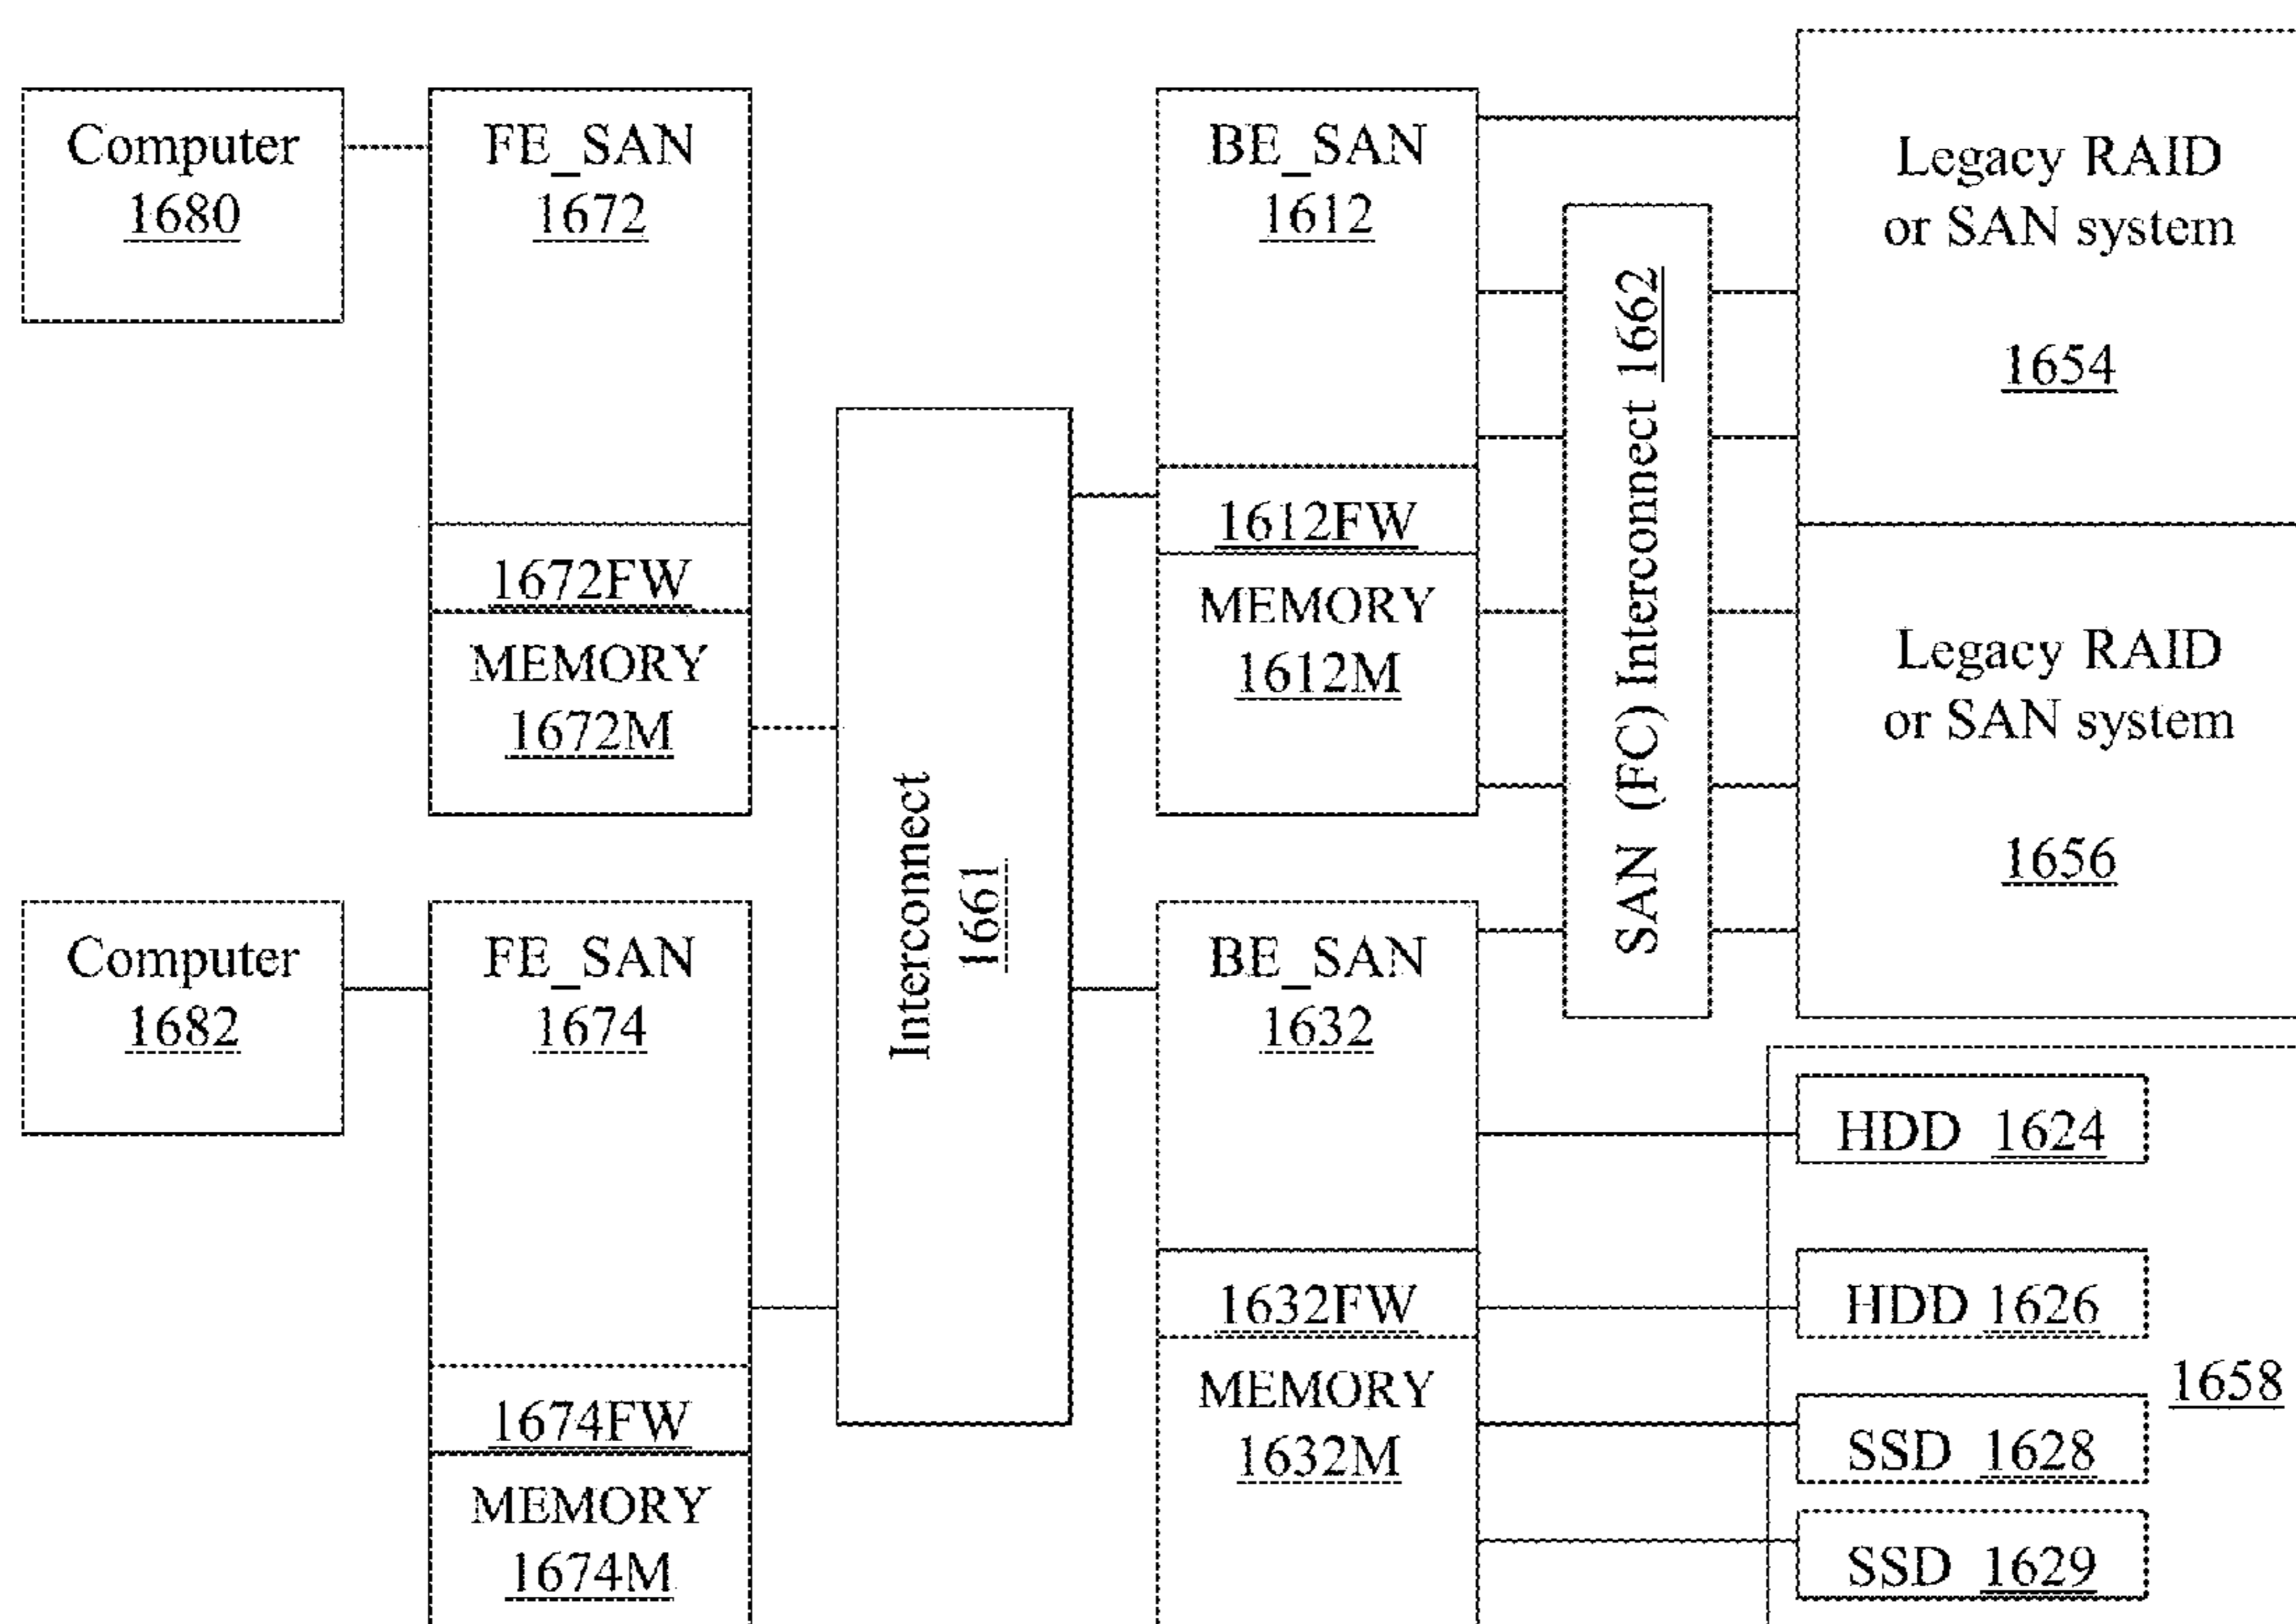 Computer
1680
FE_SAN
1672
1672FW
MEMORY
1672M
Computer
1682
FE_SAN
1674
1674FW
MEMORY
1674M
Interconnect
1661
BE_SAN
1612
1612FW
MEMORY
1612M
BE_SAN
1632
1632FW
MEMORY
1632M
SAN (FC) Interconnect 1662
Legacy RAID
or SAN system
1654
Legacy RAID
or SAN system
1656
HDD 1624
HDD 1626
1658
SSD 1628
SSD 1629